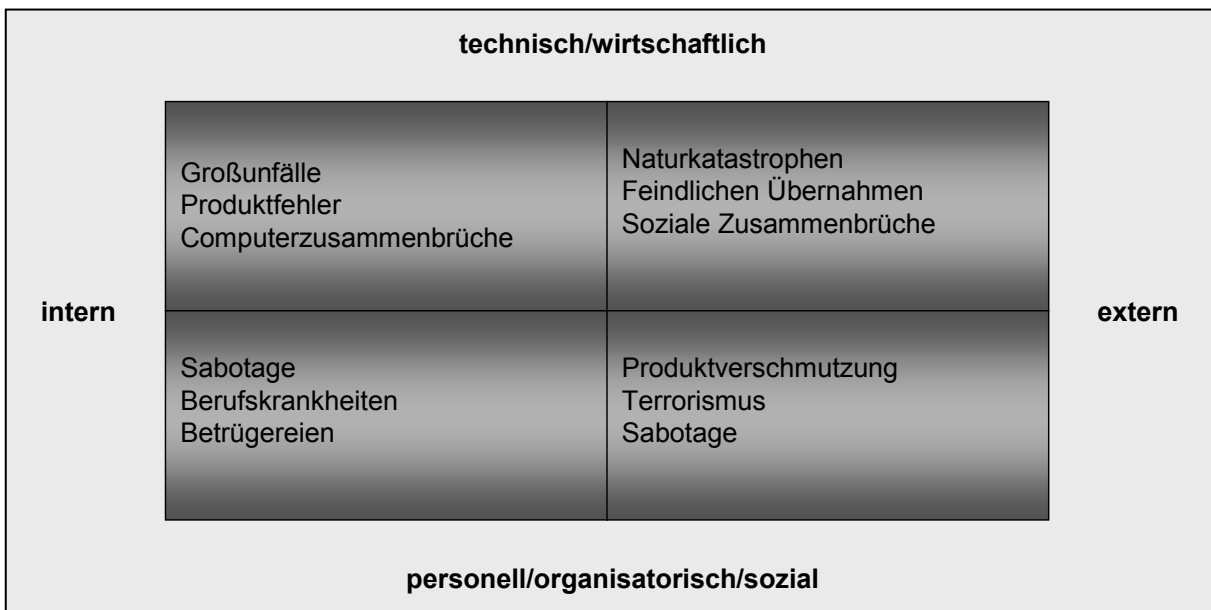 technisch/wirtschaftlich
Großunfälle
Produktfehler
Computerzusammenbrüche
Naturkatastrophen
Feindlichen Übernahmen
Soziale Zusammenbrüche
intern
extern
Sabotage
Berufskrankheiten
Betrügereien
Produktverschmutzung
Terrorismus
Sabotage
personell/organisatorisch/sozial